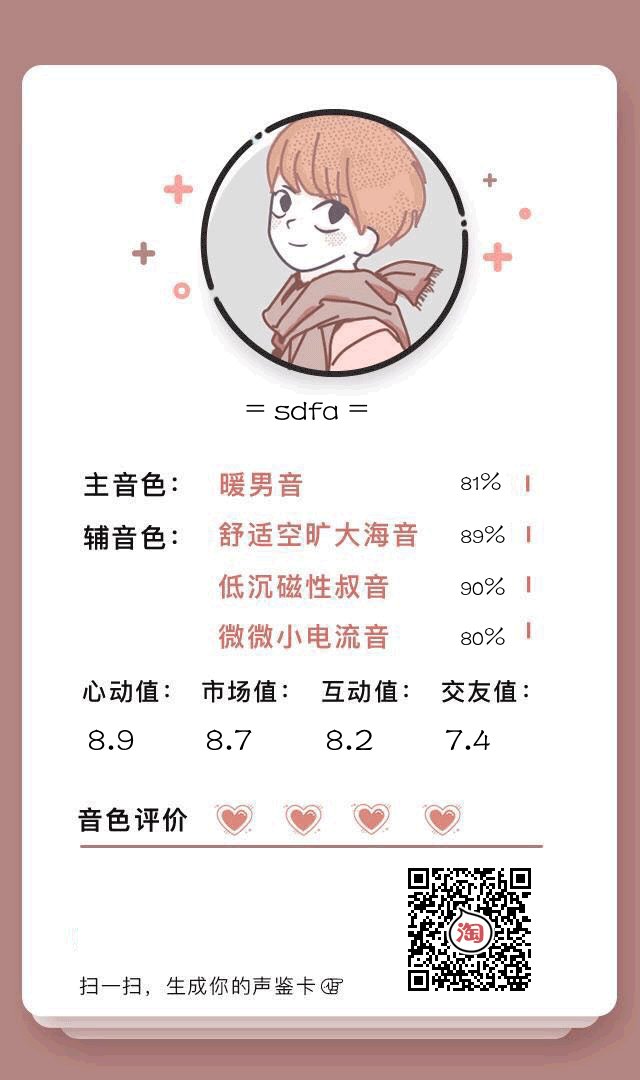 = sdfa =
主音色： 暖男音 81%
辅音色： 舒适空旷大海音 89%
低沉磁性叔音 90%
微微小电流音 80%
心动值： 市场值： 互动值： 交友值：
8.9 8.7 8.2 7.4
音色评价
淘
扫一扫，生成你的声鉴卡